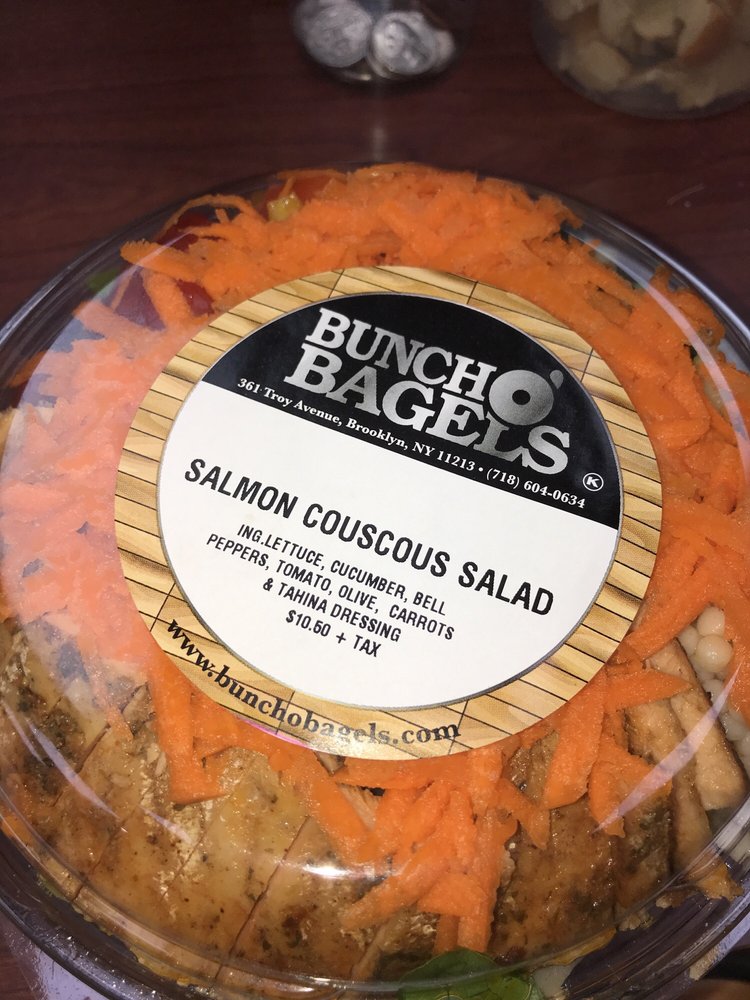 BUNCH O'
BAGELS
361 Troy Avenue, Brooklyn, NY 11213 • (718) 604-0634
K
SALMON COUSCOUS SALAD
ING.LETTUCE, CUCUMBER, BELL
PEPPERS, TOMATO, OLIVE, CARROTS
& TAHINA DRESSING
$10.50 + TAX
www.bunchobagels.com